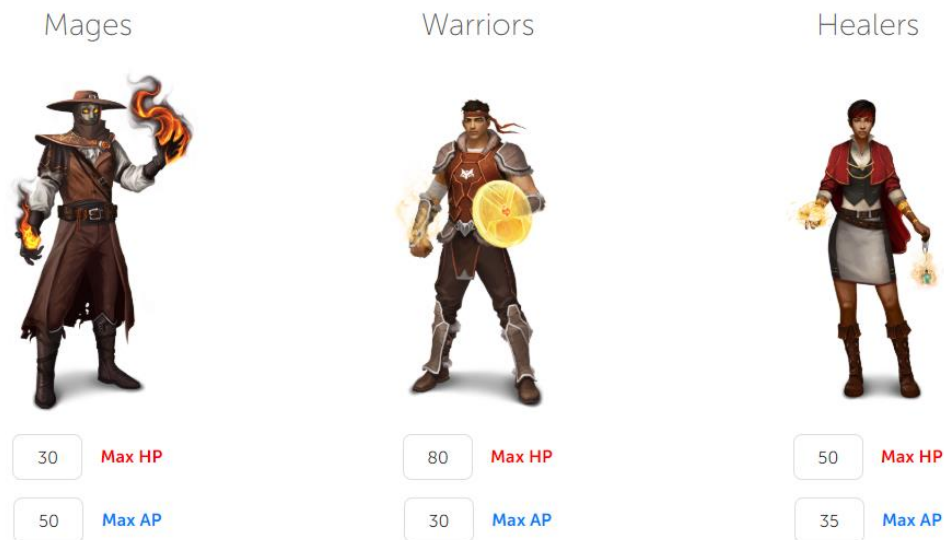 Mages Warriors Healers
30 Max HP 80 Max HP 50 Max HP
50 Max AP 30 Max AP 35 Max AP